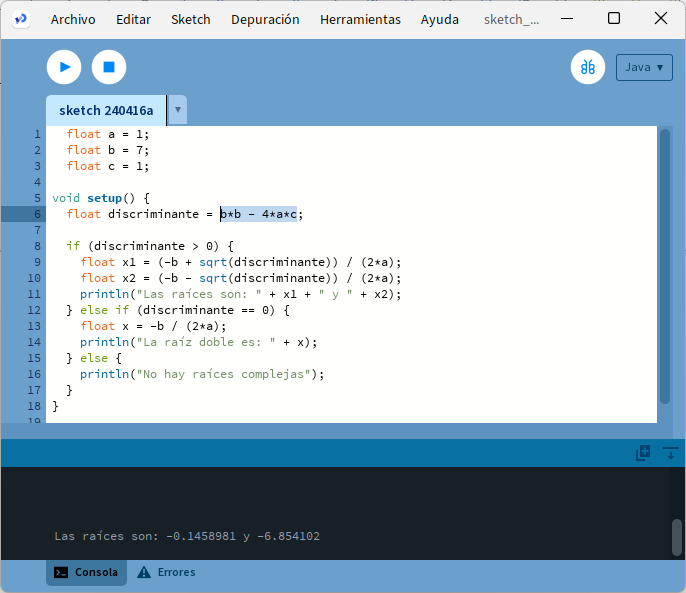 Archivo Editar Sketch Depuración Herramientas Ayuda sketch_...
Java ▾
sketch 240416a ▾
1 float a = 1;
2 float b = 7;
3 float c = 1;
4
5 void setup() {
6 float discriminante = b*b - 4*a*c;
7
8 if (discriminante > 0) {
9 float x1 = (-b + sqrt(discriminante)) / (2*a);
10 float x2 = (-b - sqrt(discriminante)) / (2*a);
11 println("Las raíces son: " + x1 + " y " + x2);
12 } else if (discriminante == 0) {
13 float x = -b / (2*a);
14 println("La raíz doble es: " + x);
15 } else {
16 println("No hay raíces complejas");
17 }
18 }
19
Las raíces son: -0.1458981 y -6.854102
Consola Errores